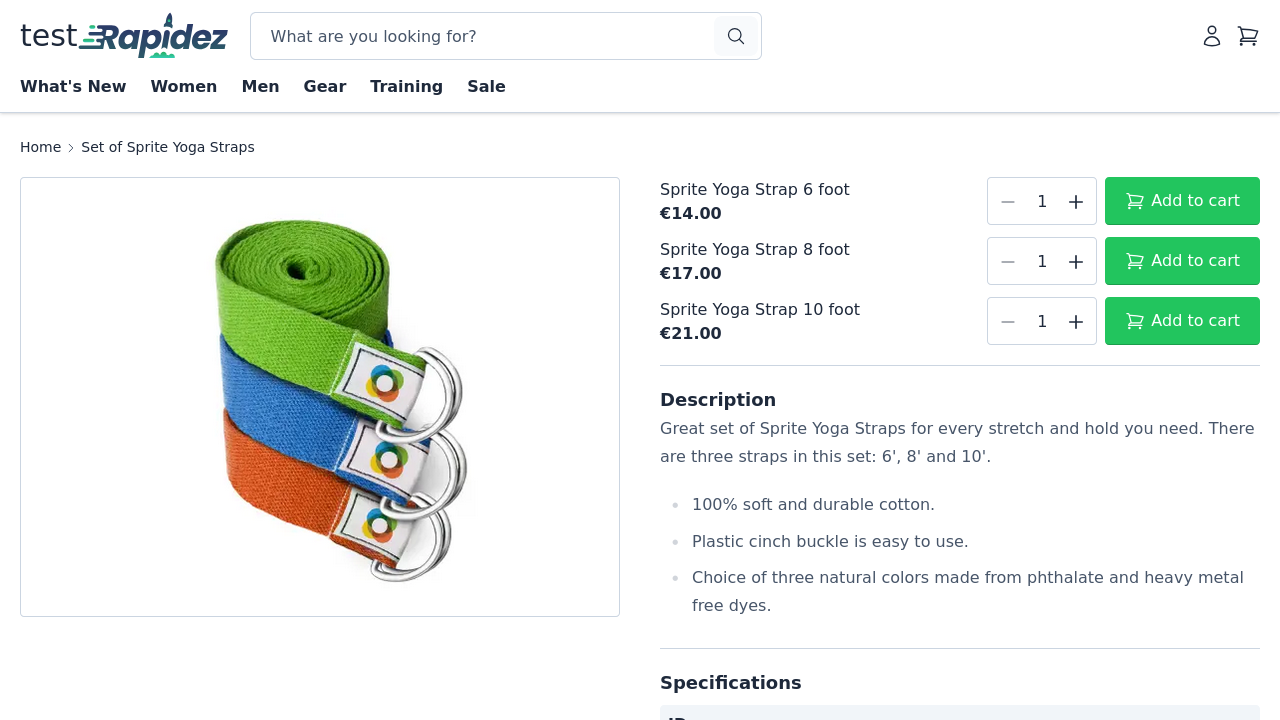 test Rapidez
What are you looking for?
What's New Women Men Gear Training Sale
Home Set of Sprite Yoga Straps
Sprite Yoga Strap 6 foot
€14.00
1
Add to cart
Sprite Yoga Strap 8 foot
€17.00
1
Add to cart
Sprite Yoga Strap 10 foot
€21.00
1
Add to cart
Description
Great set of Sprite Yoga Straps for every stretch and hold you need. There
are three straps in this set: 6', 8' and 10'.
100% soft and durable cotton.
Plastic cinch buckle is easy to use.
Choice of three natural colors made from phthalate and heavy metal
free dyes.
Specifications